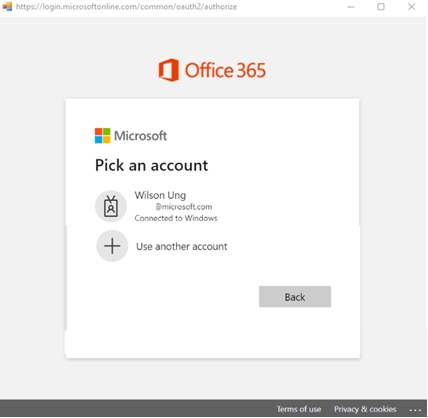 https://login.microsoftonline.com/common/oauth2/authorize
Office 365
Microsoft
Pick an account
Wilson Ung
@microsoft.com
Connected to Windows
Use another account
Back
Terms of use Privacy & cookies ...